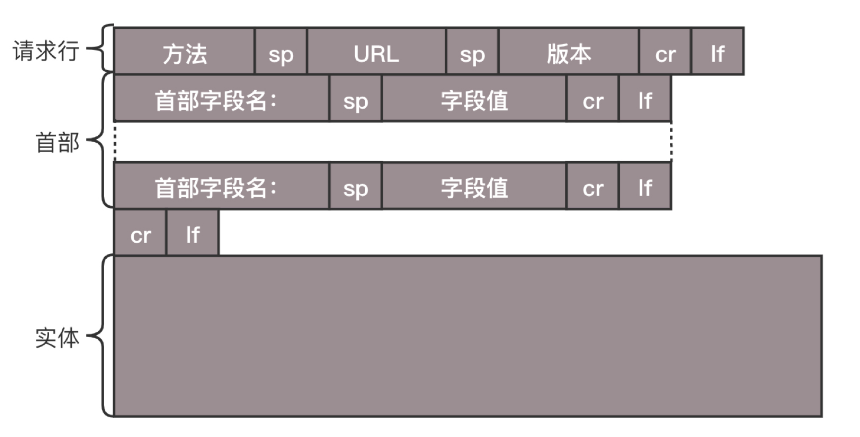 请求行 方法 sp URL sp 版本 cr lf
首部字段名： sp 字段值 cr lf
首部
首部字段名： sp 字段值 cr lf
cr lf
实体